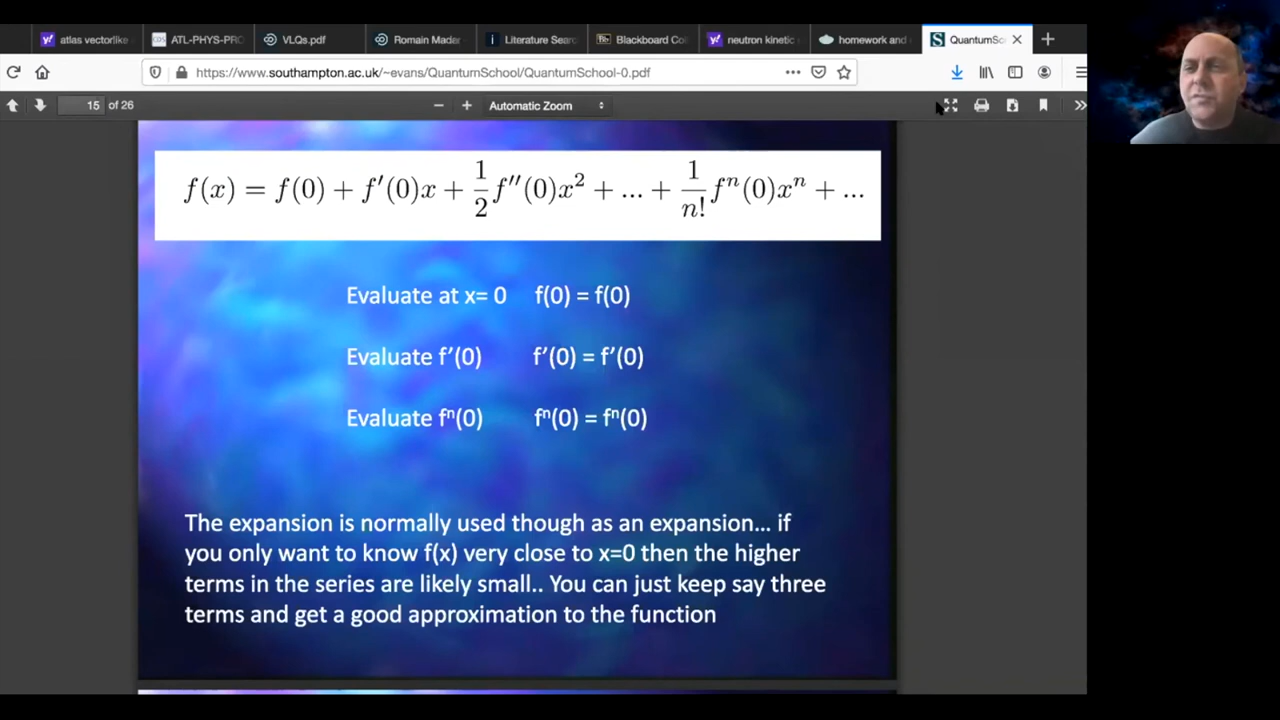 atlas vectorlike
ATL-PHYS-PRO
VLQs.pdf
Romain Mader
Literature Sear
Blackboard Co
neutron kinetic
homework and
QuantumSc
https://www.southampton.ac.uk/~evans/QuantumSchool/QuantumSchool-0.pdf
15 of 26
Automatic Zoom
f(x) = f(0) + f′(0)x + \frac{1}{2} f″(0)x² + ... + \frac{1}{n!} fⁿ(0)xⁿ + ...
Evaluate at x= 0 f(0) = f(0)
Evaluate f’(0) f’(0) = f’(0)
Evaluate fⁿ(0) fⁿ(0) = fⁿ(0)
The expansion is normally used though as an expansion... if
you only want to know f(x) very close to x=0 then the higher
terms in the series are likely small.. You can just keep say three
terms and get a good approximation to the function